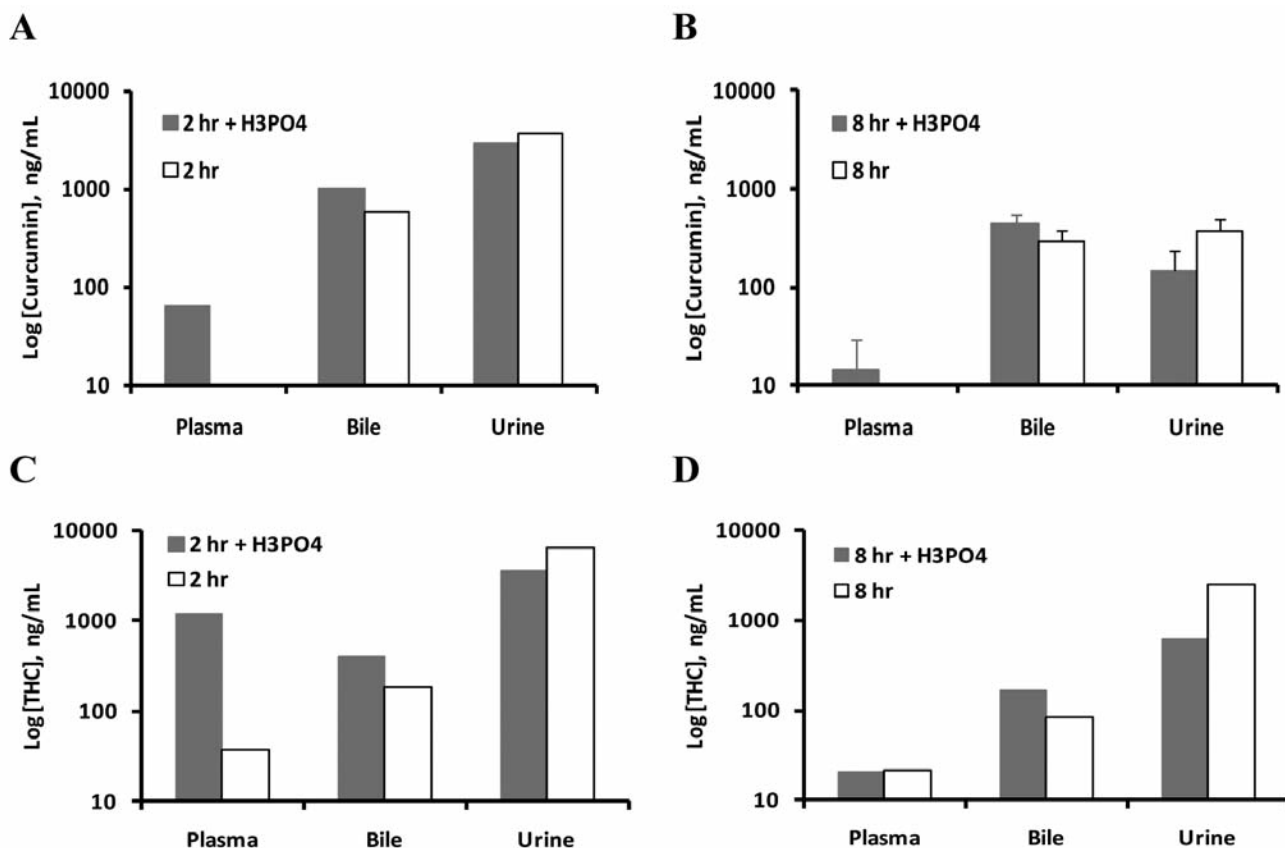 A
Log [Curcumin], ng/mL
10000
1000
100
10
2 hr + H3PO4
2 hr
Plasma Bile Urine
B
Log [Curcumin], ng/mL
10000
1000
100
10
8 hr + H3PO4
8 hr
Plasma Bile Urine
C
Log [THC], ng/mL
10000
1000
100
10
2 hr + H3PO4
2 hr
Plasma Bile Urine
D
Log [THC], ng/mL
10000
1000
100
10
8 hr + H3PO4
8 hr
Plasma Bile Urine